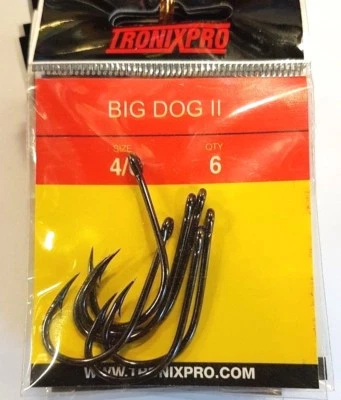 TRONIXPRO
BIG DOG II
SIZE QTY
4/ 6
WWW.TRONIXPRO.COM